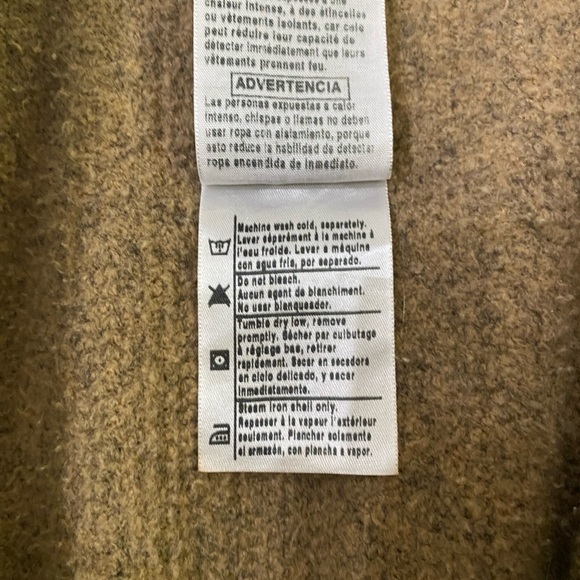 chaleur intense, à des étincelles
ou vêtements isolants, car cela
peut réduire leur capacité de
détecter immédiatement que leurs
vêtements prennent feu.
ADVERTENCIA
Las personas expuestas a calor
intenso, chispas o llamas no deben
usar ropa con aislamiento, porque
esto reduce la habilidad de detectar
ropa encendida de inmediato.
Machine wash cold, separately.
Laver séparément à la machine à
l'eau froide. Lavar a máquina
con agua fría, por separado.
Do not bleach.
Aucun agent de blanchiment.
No usar blanqueador.
Tumble dry low, remove
promptly. Sécher par culbutage
à réglage bas, retirer
rapidement. Secar en secadora
en ciclo delicado, y sacar
inmediatamente.
Steam iron shell only.
Repasser à la vapeur l'extérieur
seulement. Planchar solamente
el armasón, con plancha a vapor.